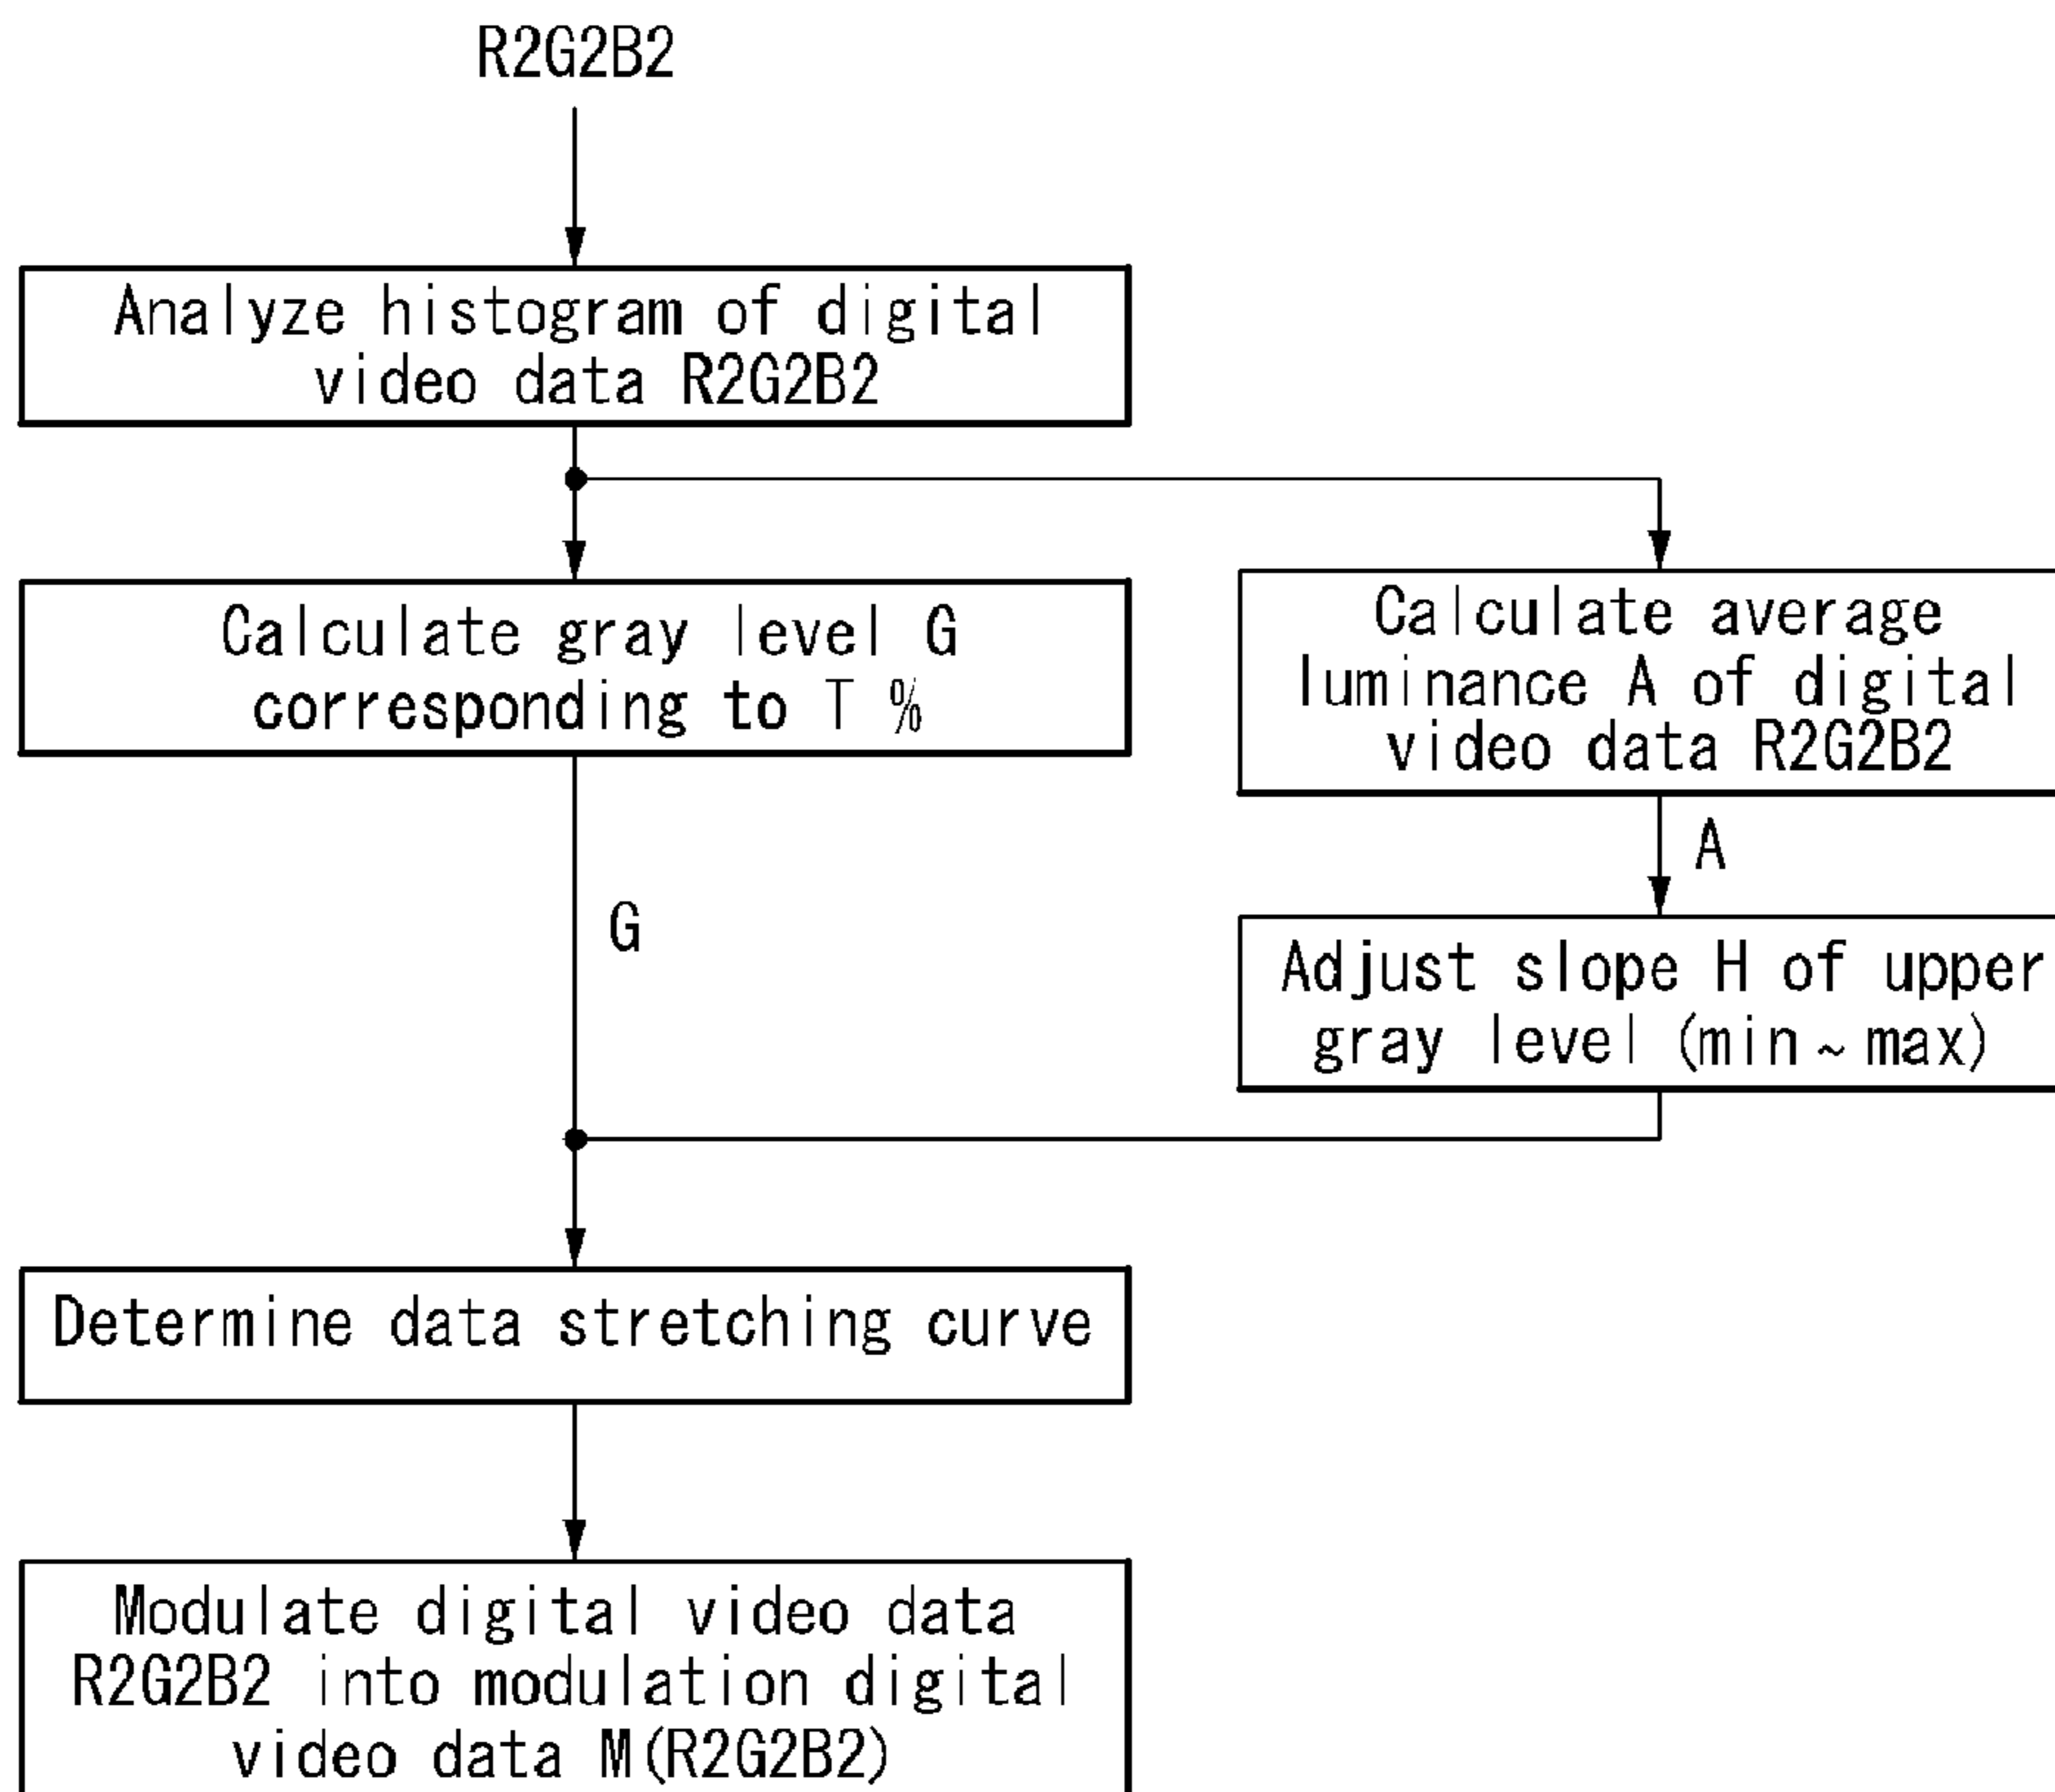 R2G2B2
Analyze histogram of digital
video data R2G2B2
Calculate gray level G
corresponding to T %
Calculate average
luminance A of digital
video data R2G2B2
A
G
Adjust slope H of upper
gray level (min~max)
Determine data stretching curve
Modulate digital video data
R2G2B2 into modulation digital
video data M(R2G2B2)